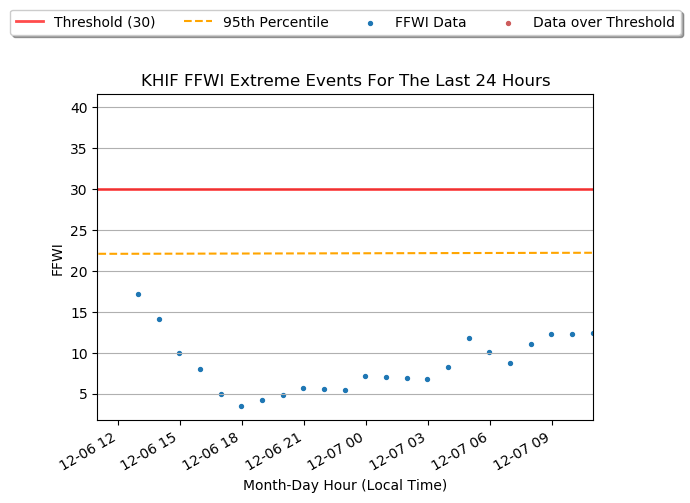 Threshold (30) 95th Percentile FFWI Data Data over Threshold
KHIF FFWI Extreme Events For The Last 24 Hours
40
35
30
25
20
15
10
5
FFWI
12-06 12 12-06 15 12-06 18 12-06 21 12-07 00 12-07 03 12-07 06 12-07 09
Month-Day Hour (Local Time)